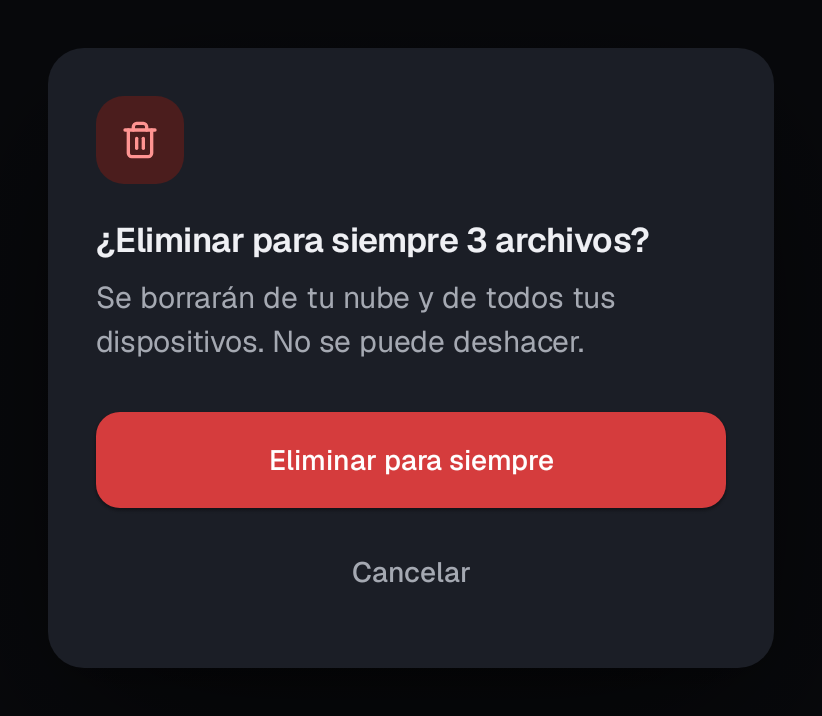 ¿Eliminar para siempre 3 archivos?
Se borrarán de tu nube y de todos tus
dispositivos. No se puede deshacer.
Eliminar para siempre
Cancelar